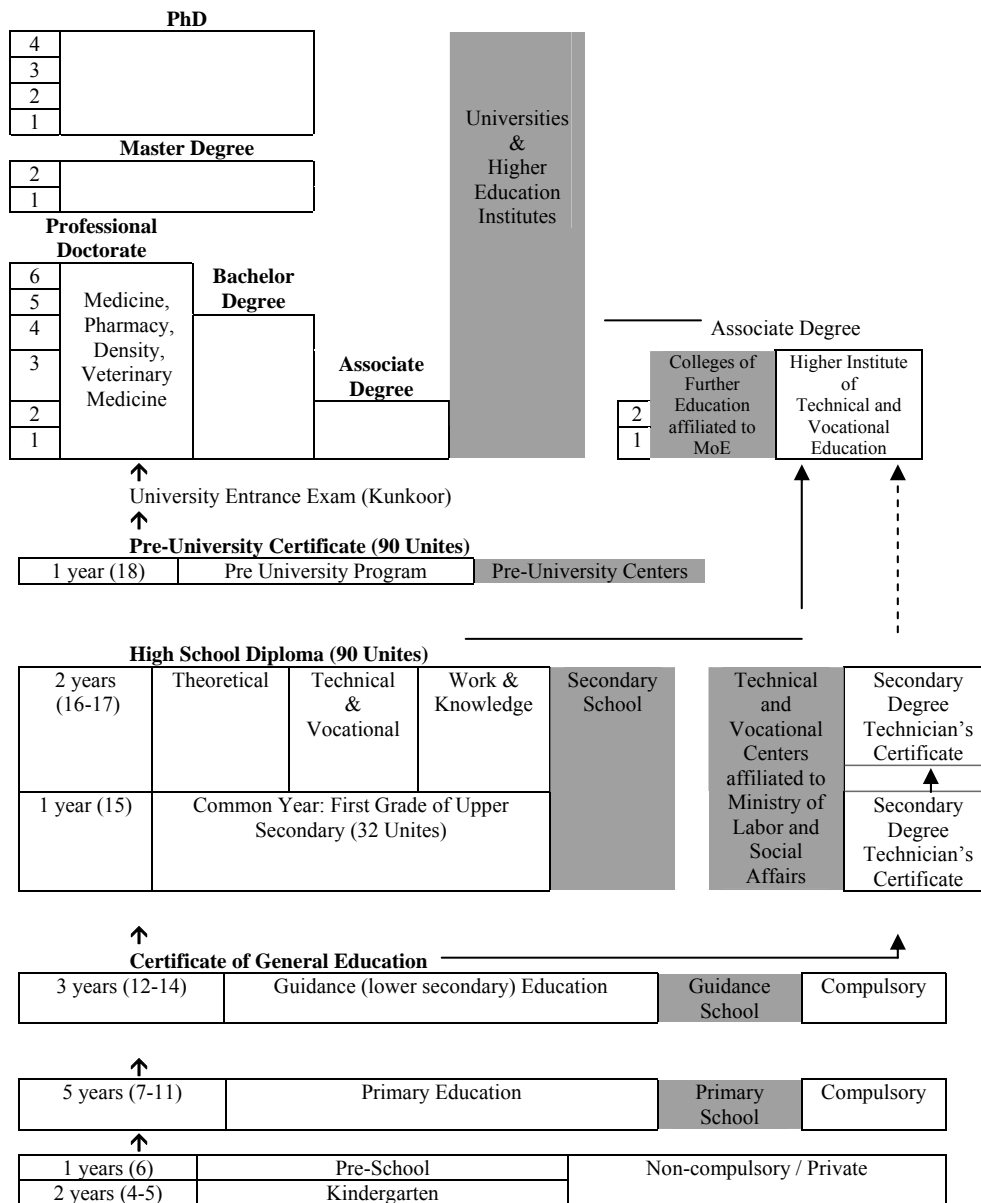 PhD
4
3
2
1
Universities
&
Higher
Education
Institutes
Master Degree
2
1
Professional
Doctorate
6
5
4
3
2
1
Medicine,
Pharmacy,
Density,
Veterinary
Medicine
Bachelor
Degree
Associate
Degree
Associate Degree
2
1
Colleges of
Further
Education
affiliated to
MoE
Higher Institute
of
Technical and
Vocational
Education
University Entrance Exam (Kunkoor)
Pre-University Certificate (90 Unites)
1 year (18)
Pre University Program
Pre-University Centers
High School Diploma (90 Unites)
2 years
(16-17)
Theoretical
Technical
&
Vocational
Work &
Knowledge
Secondary
School
Technical
and
Vocational
Centers
affiliated to
Ministry of
Labor and
Social
Affairs
Secondary
Degree
Technician's
Certificate
1 year (15)
Common Year: First Grade of Upper
Secondary (32 Unites)
Secondary
Degree
Technician's
Certificate
Certificate of General Education
3 years (12-14)
Guidance (lower secondary) Education
Guidance
School
Compulsory
5 years (7-11)
Primary Education
Primary
School
Compulsory
1 years (6)
Pre-School
Non-compulsory / Private
2 years (4-5)
Kindergarten